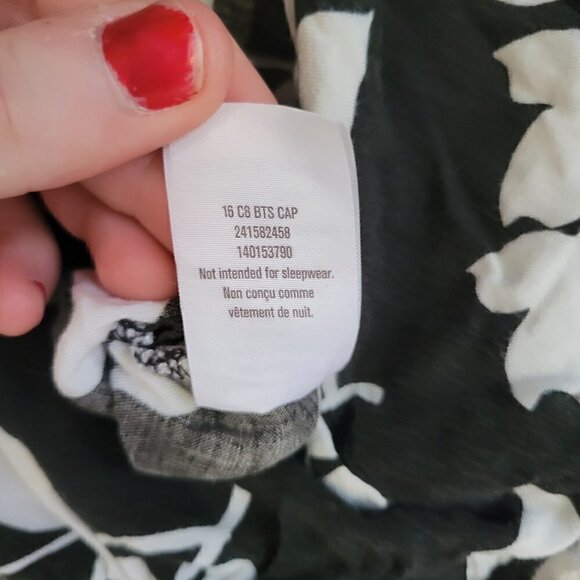 16 C8 BTS CAP
241582458
140153790
Not intended for sleepwear.
Non conçu comme
vêtement de nuit.